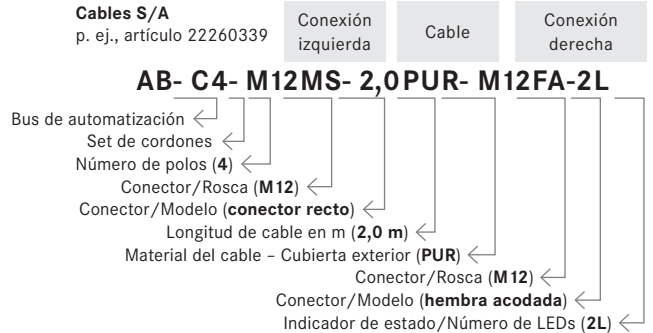 Cables S/A
p. ej., artículo 22260339
Conexión
izquierda
Cable
Conexión
derecha
AB- C4- M12MS- 2,0PUR- M12FA-2L
Bus de automatización
Set de cordones
Número de polos (4)
Conector/Rosca (M12)
Conector/Modelo (conector recto)
Longitud de cable en m (2,0 m)
Material del cable – Cubierta exterior (PUR)
Conector/Rosca (M12)
Conector/Modelo (hembra acodada)
Indicador de estado/Número de LEDs (2L)